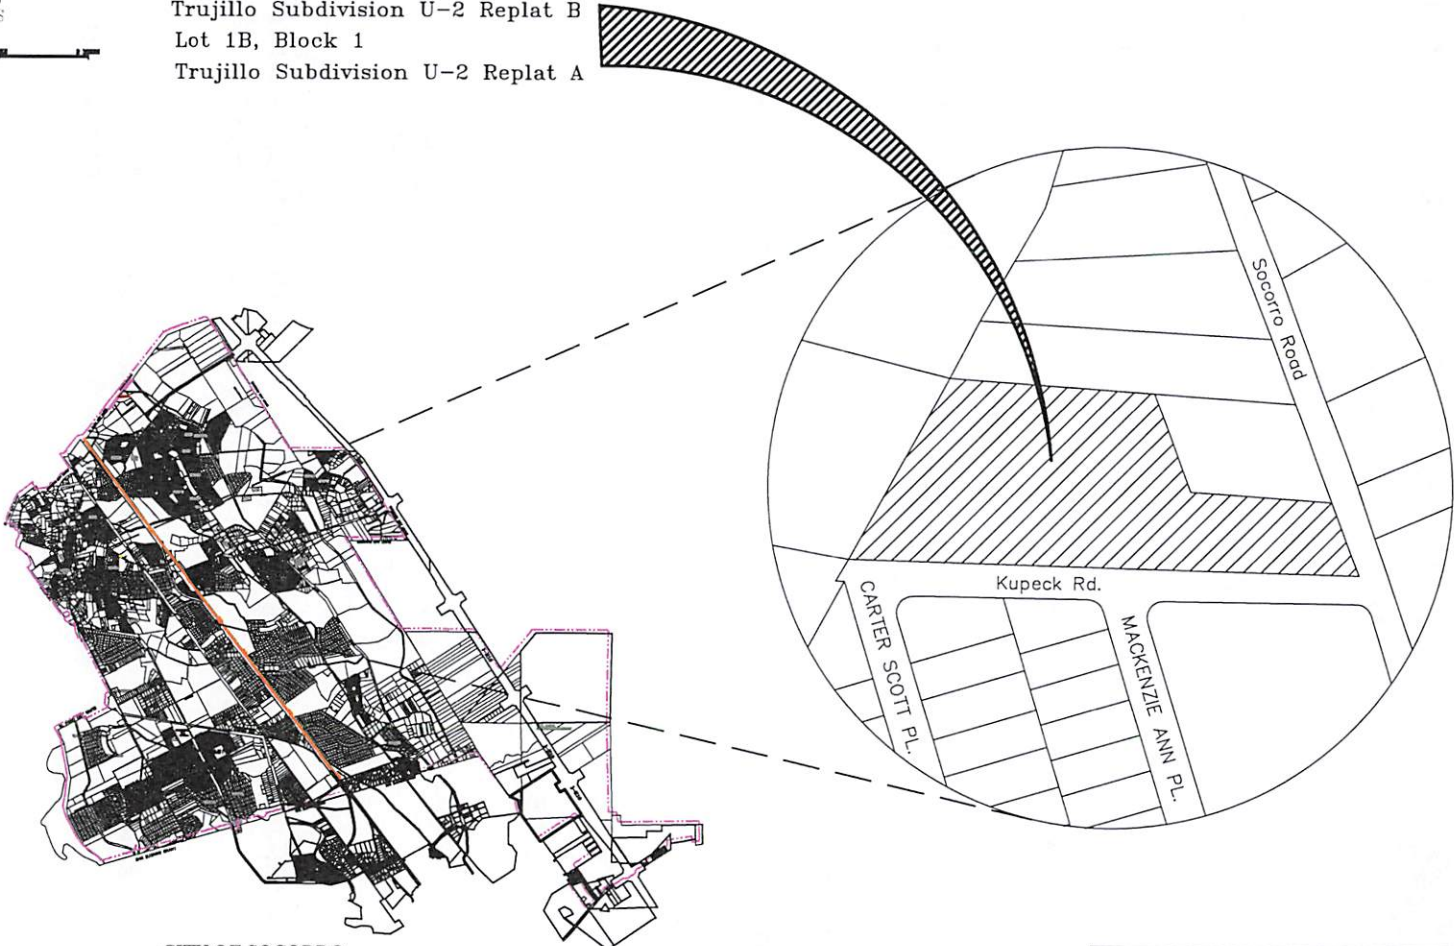 Trujillo Subdivision U-2 Replat B
Lot 1B, Block 1
Trujillo Subdivision U-2 Replat A
Socorro Road
Kupeck Rd.
CARTER SCOTT PL.
MACKENZIE ANN PL.